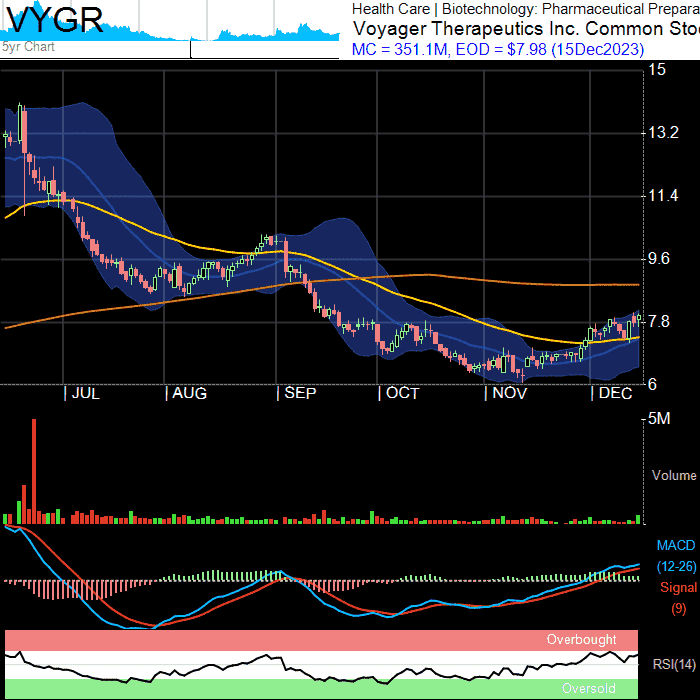 VYGR
5yr Chart
Health Care | Biotechnology: Pharmaceutical Prepara
Voyager Therapeutics Inc. Common Sto
MC = 351.1M, EOD = $7.98 (15Dec2023)
15
13.2
11.4
9.6
7.8
6
JUL AUG SEP OCT NOV DEC
5M
Volume
MACD
(12-26)
Signal
(9)
Overbought
RSI(14)
Oversold